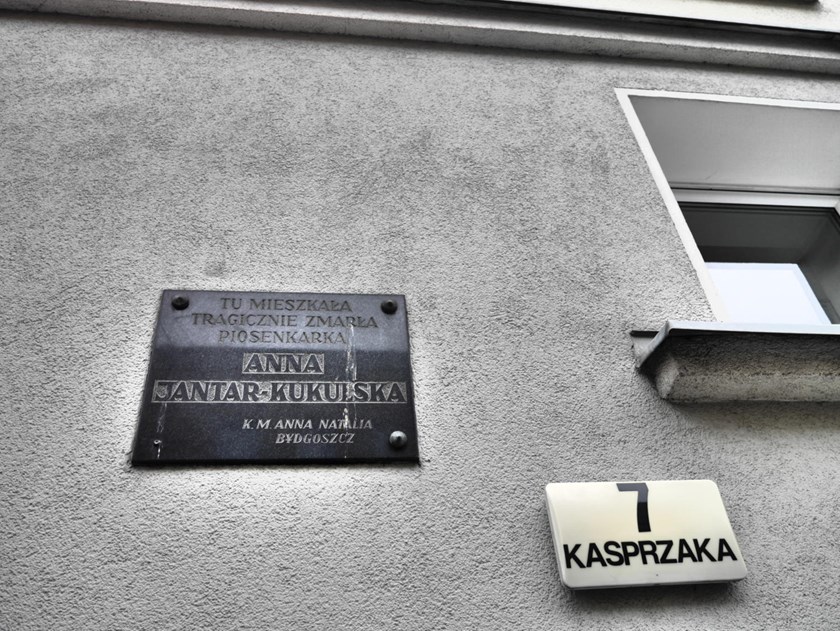 TU MIESZKAŁA
TRAGICZNIE ZMARŁA
PIOSENKARKA
ANNA
JANTAR-KUKULSKA
K.M. ANNA NATALIA
BYDGOSZCZ
7
KASPRZAKA